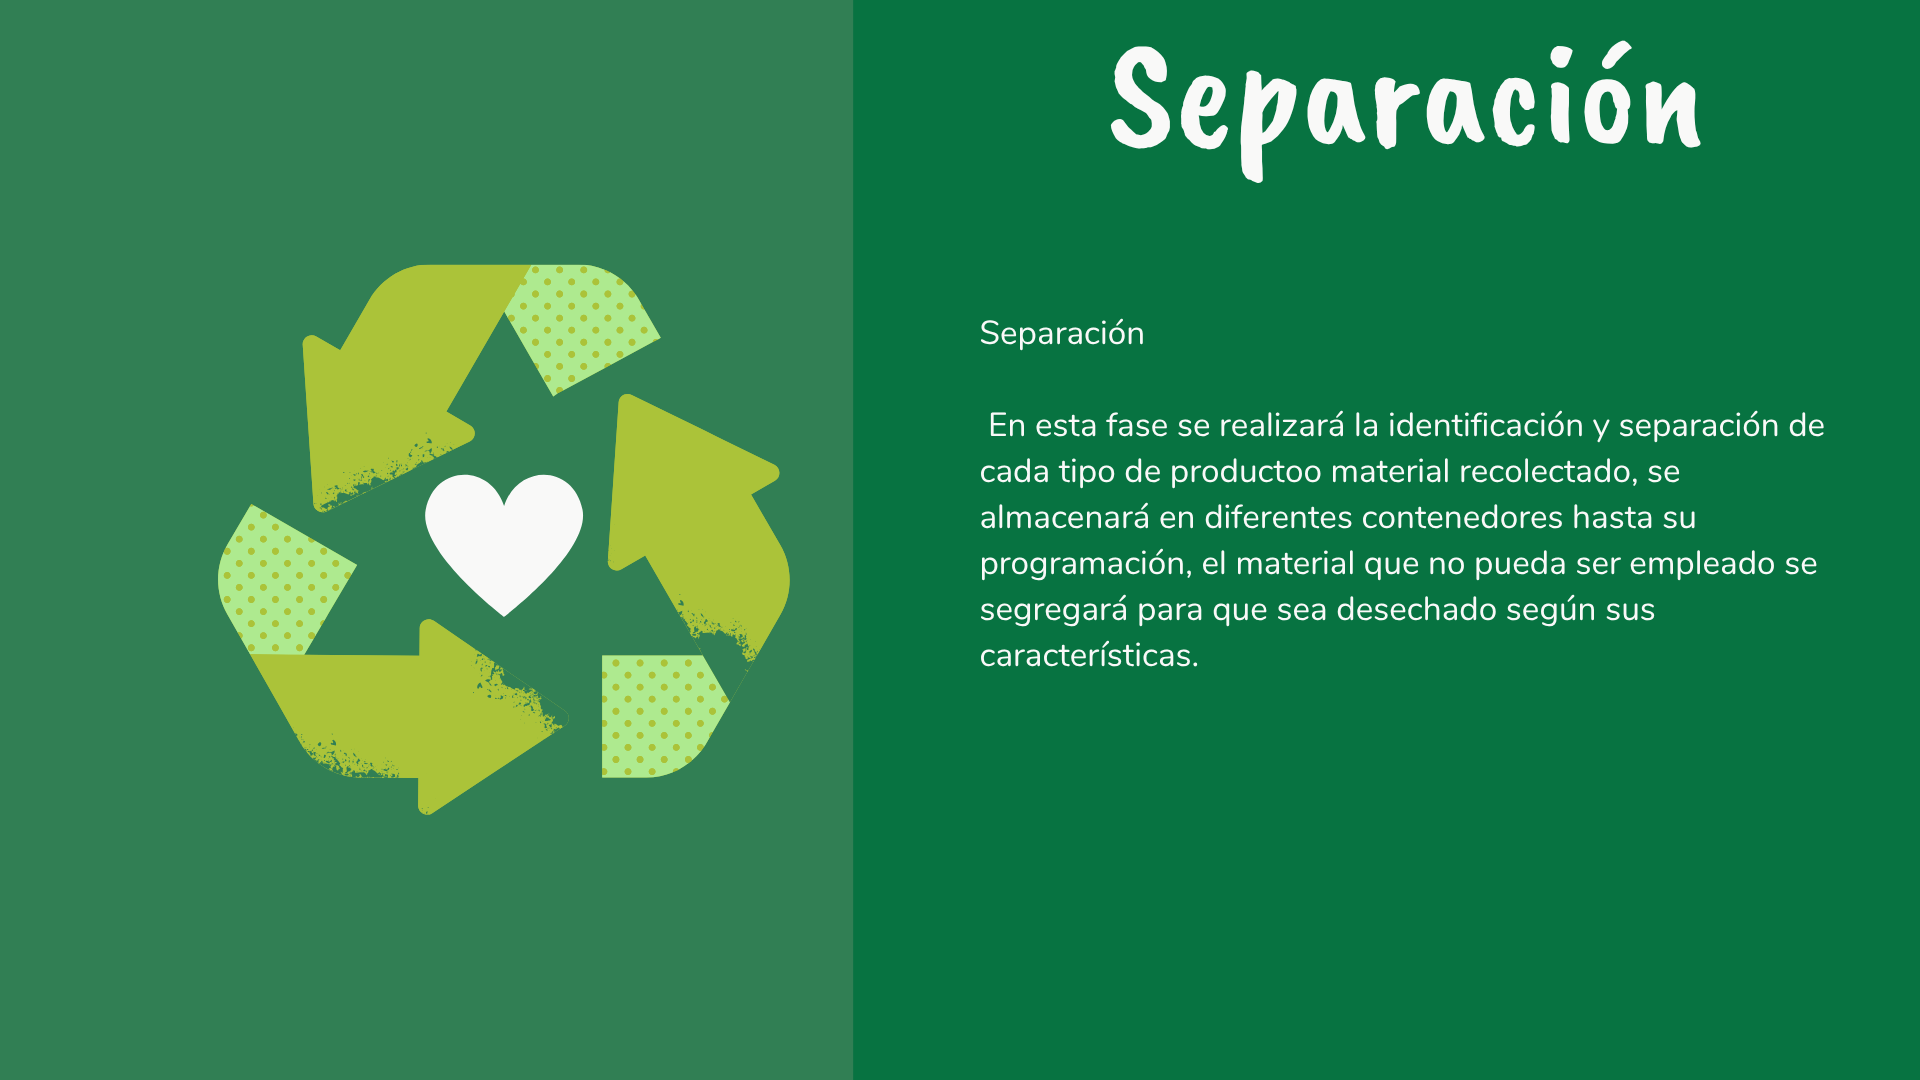 Separación
Separación
En esta fase se realizará la identificación y separación de
cada tipo de productoo material recolectado, se
almacenará en diferentes contenedores hasta su
programación, el material que no pueda ser empleado se
segregará para que sea desechado según sus
características.